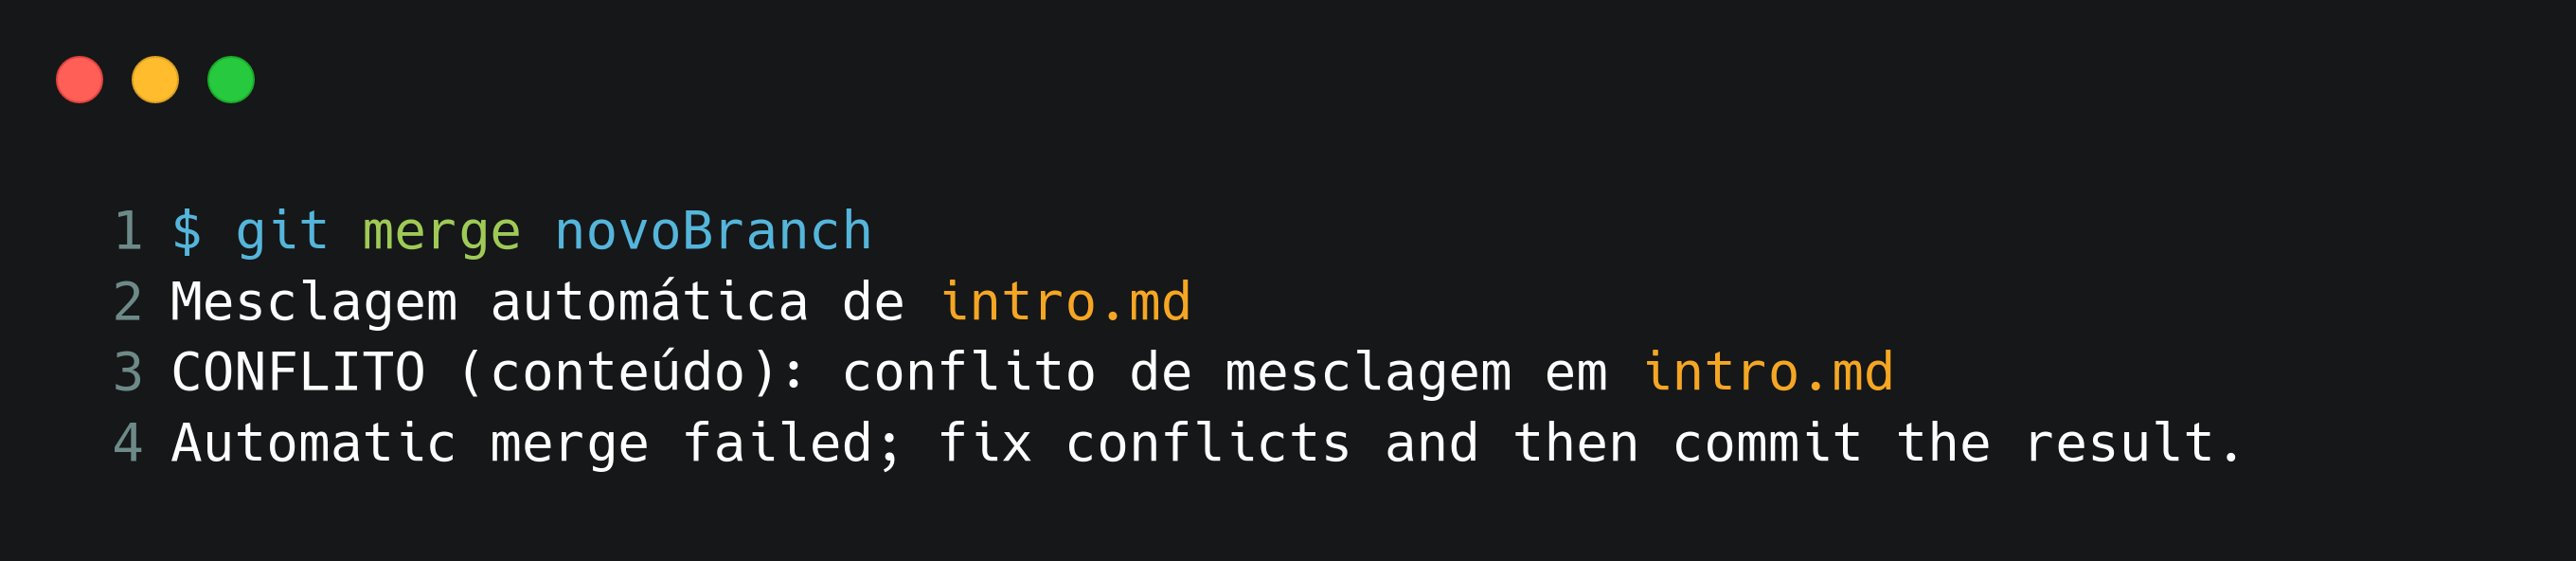 1 $ git merge novoBranch
2 Mesclagem automática de intro.md
3 CONFLITO (conteúdo): conflito de mesclagem em intro.md
4 Automatic merge failed; fix conflicts and then commit the result.